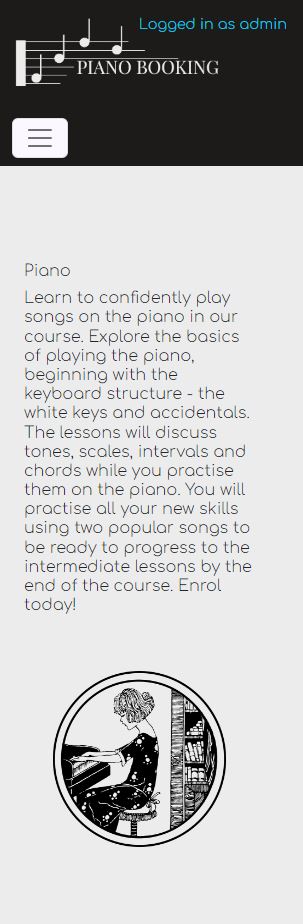 Logged in as admin
PIANO BOOKING
Piano
Learn to confidently play
songs on the piano in our
course. Explore the basics
of playing the piano,
beginning with the
keyboard structure - the
white keys and accidentals.
The lessons will discuss
tones, scales, intervals and
chords while you practise
them on the piano. You will
practise all your new skills
using two popular songs to
be ready to progress to the
intermediate lessons by the
end of the course. Enrol
today!